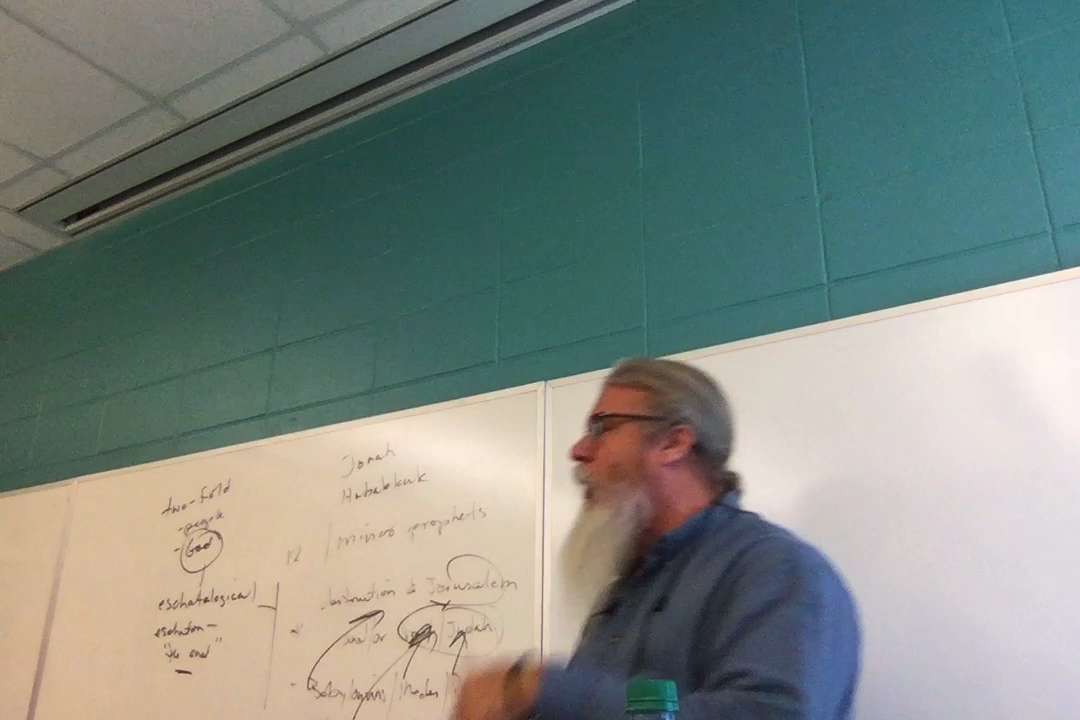 two-fold
-people
-God
eschatological
eschaton-
"the end"
Jonah
Habakkuk
12 minor prophets
destruction of Jerusalem
major Judah
- Babylonians / Medes /